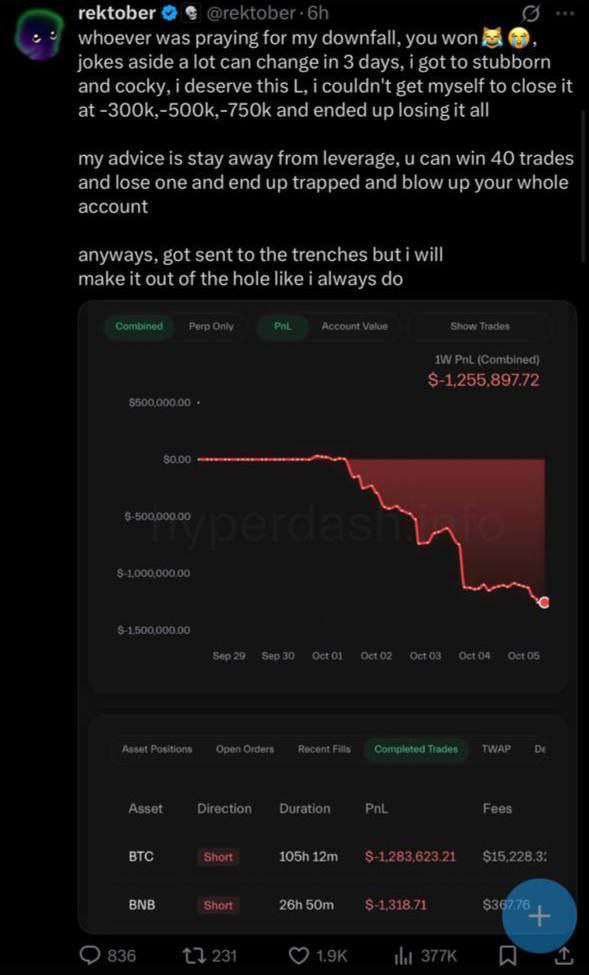 rektober @rektober · 6h
whoever was praying for my downfall, you won😹😭,
jokes aside a lot can change in 3 days, i got to stubborn
and cocky, i deserve this L, i couldn't get myself to close it
at -300k,-500k,-750k and ended up losing it all
my advice is stay away from leverage, u can win 40 trades
and lose one and end up trapped and blow up your whole
account
anyways, got sent to the trenches but i will
make it out of the hole like i always do
Combined Perp Only PnL Account Value Show Trades
1W PnL (Combined)
$-1,255,897.72
$500,000.00
$0.00
$-500,000.00
hyperdash.info
$-1,000,000.00
$-1,500,000.00
Sep 29 Sep 30 Oct 01 Oct 02 Oct 03 Oct 04 Oct 05
Asset Positions Open Orders Recent Fills Completed Trades TWAP De
Asset Direction Duration PnL Fees
BTC Short 105h 12m $-1,283,623.21 $15,228.3
BNB Short 26h 50m $-1,318.71 $367.76
836 231 1.9K 377K